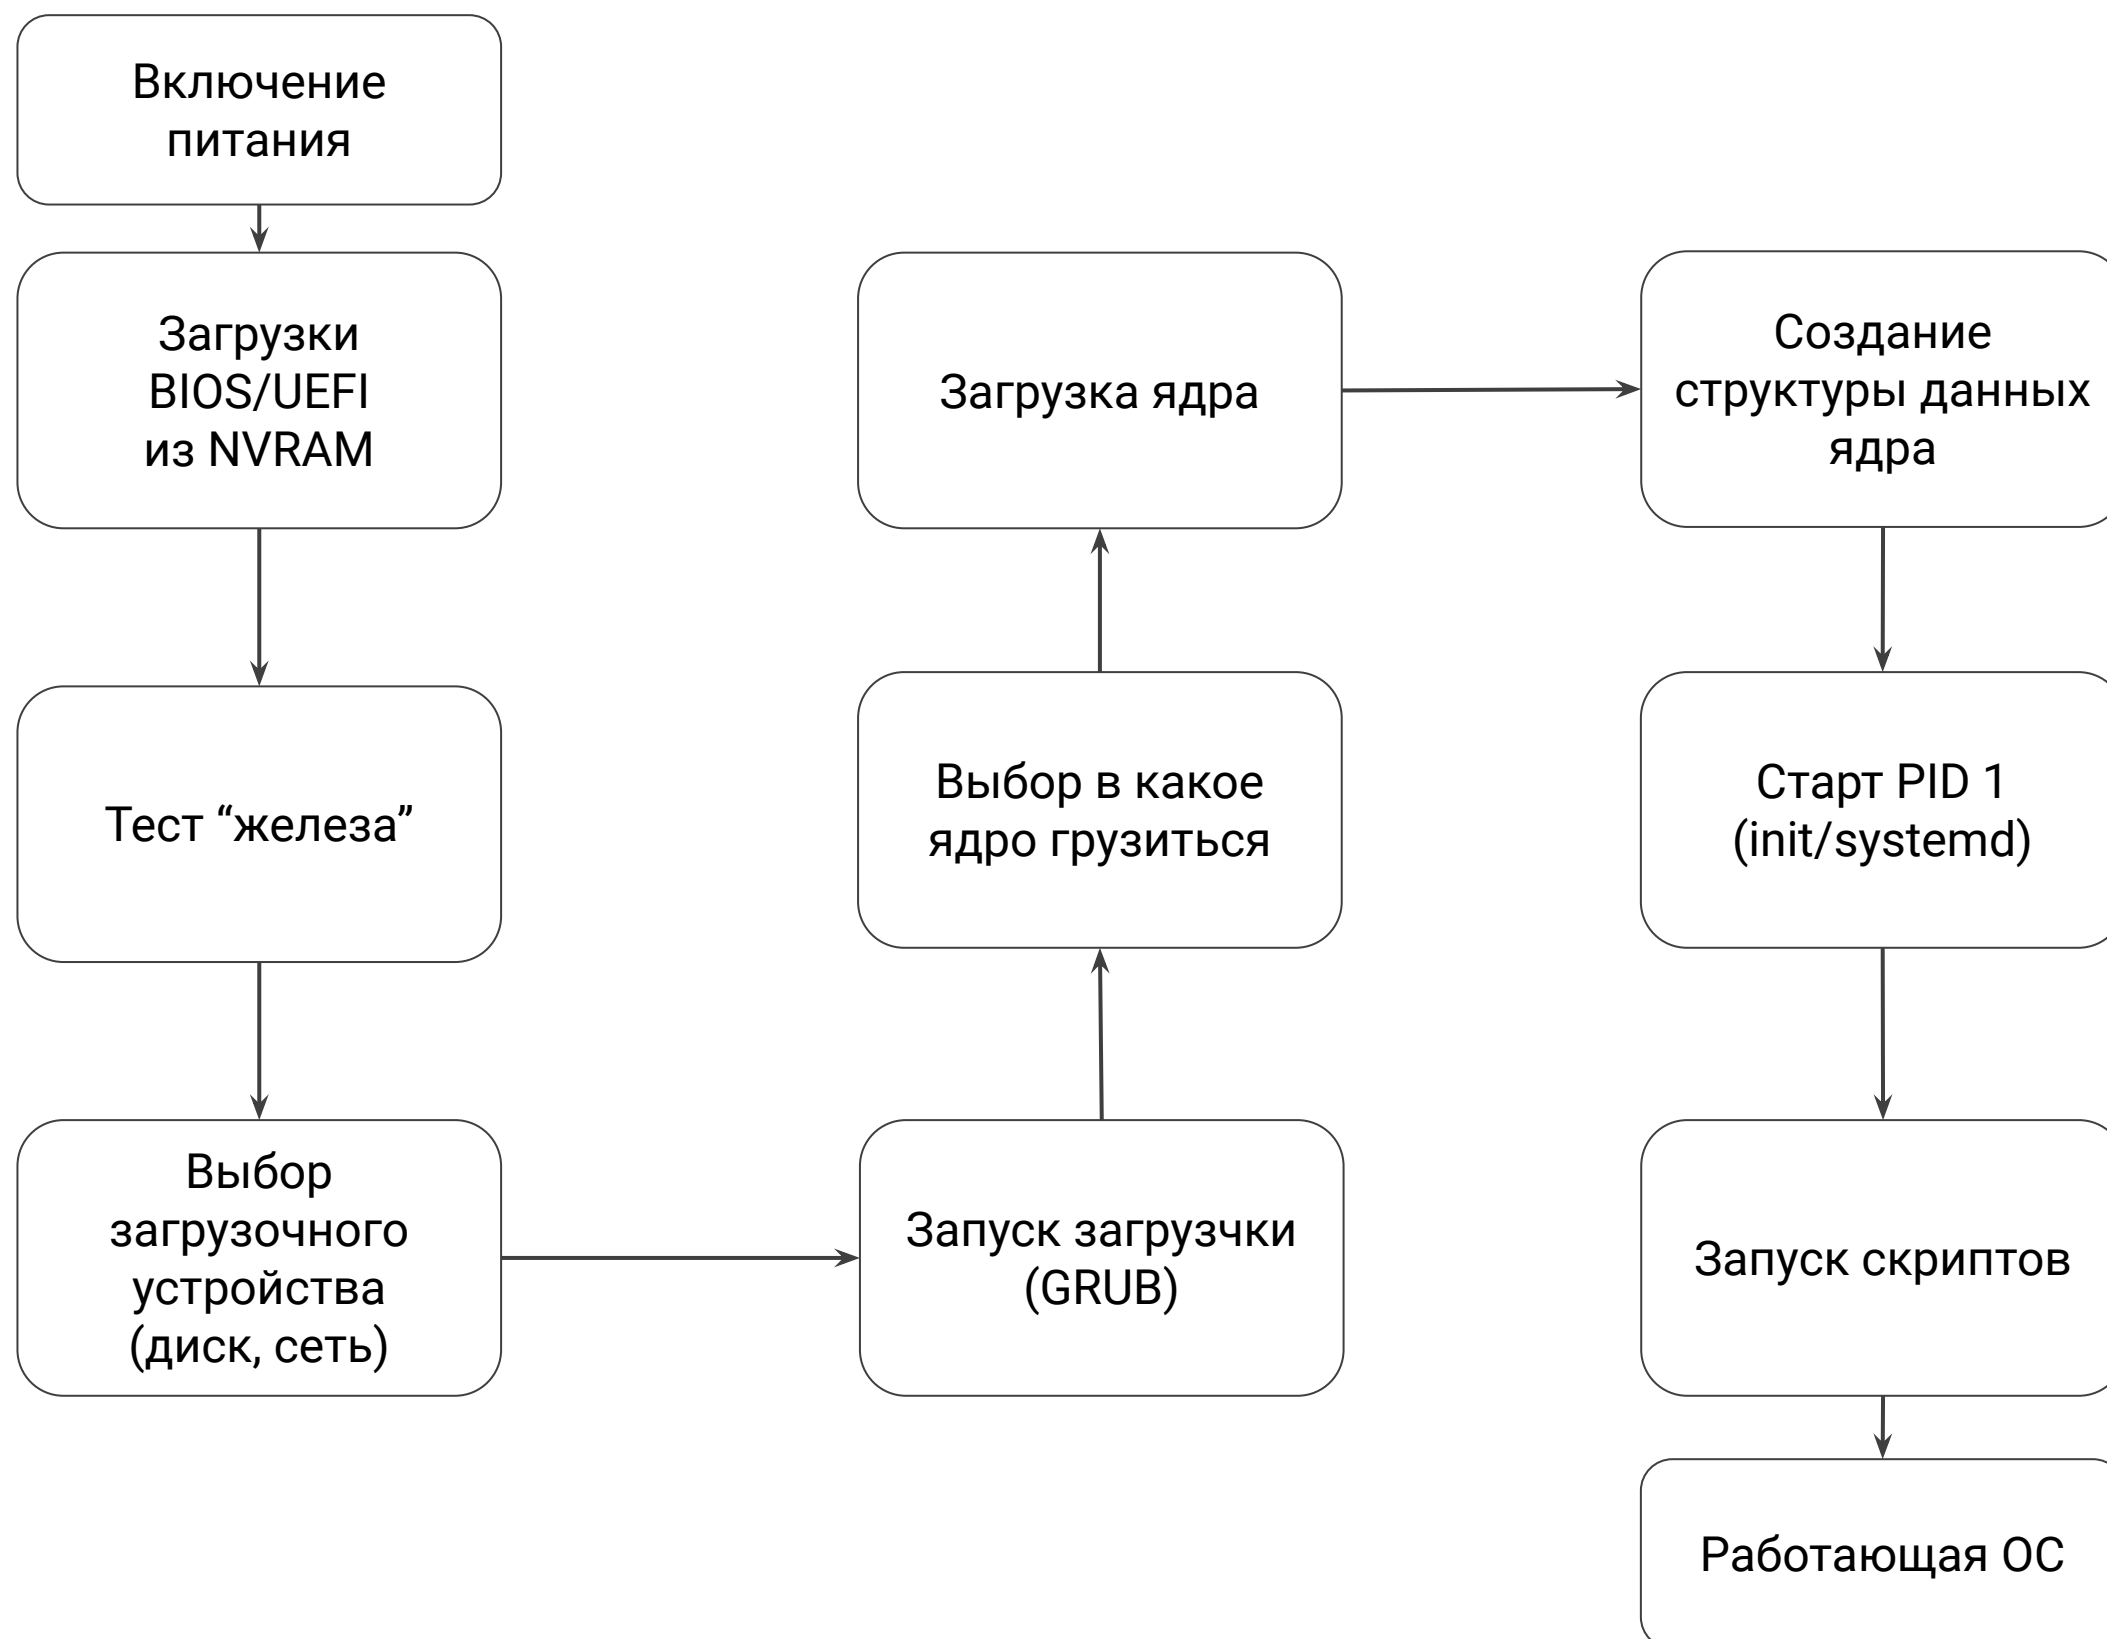 Включение
питания
Загрузки
BIOS/UEFI
из NVRAM
Тест “железа”
Выбор
загрузочного
устройства
(диск, сеть)
Запуск загрузчки
(GRUB)
Выбор в какое
ядро грузиться
Загрузка ядра
Создание
структуры данных
ядра
Старт PID 1
(init/systemd)
Запуск скриптов
Работающая ОС